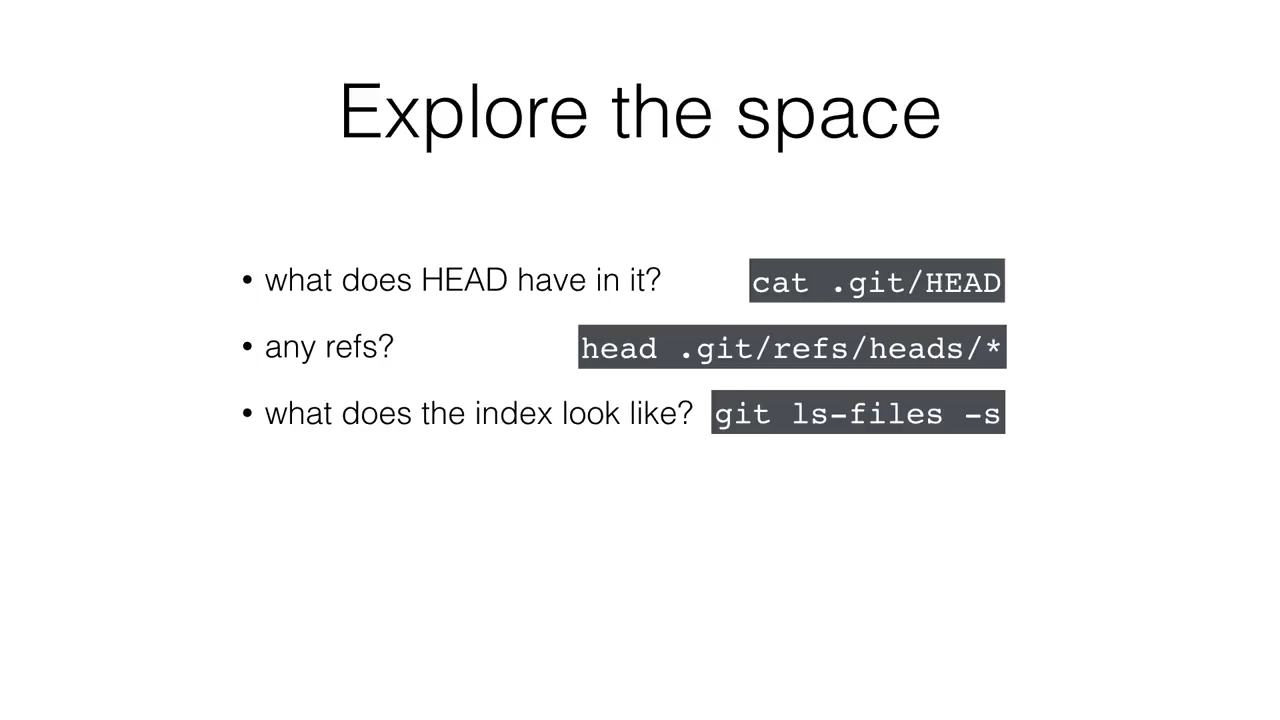 Explore the space
• what does HEAD have in it? cat .git/HEAD
• any refs? head .git/refs/heads/*
• what does the index look like? git ls-files -s